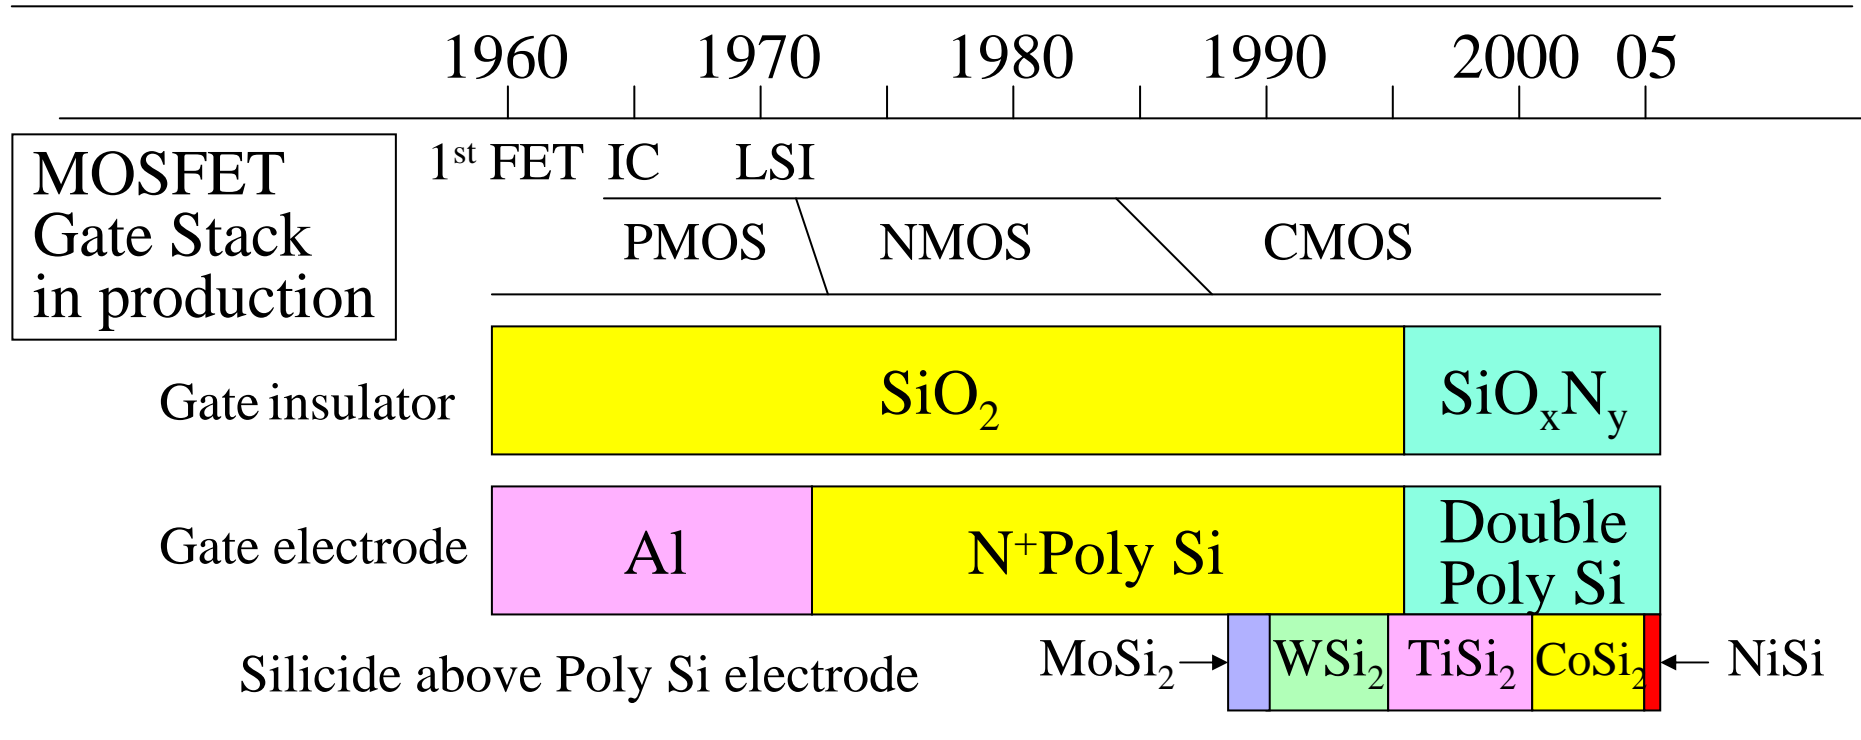 1960 1970 1980 1990 2000 05
MOSFET
Gate Stack
in production
1st FET IC LSI
PMOS NMOS CMOS
Gate insulator SiO2 SiOxNy
Gate electrode Al N+Poly Si Double
Poly Si
Silicide above Poly Si electrode MoSi2 WSi2 TiSi2 CoSi2 NiSi